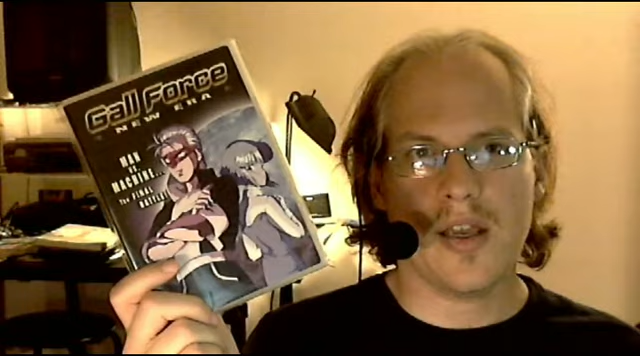 Gall Force
NEW ERA
MAN
VS.
MACHINE...
The FINAL
BATTLE!